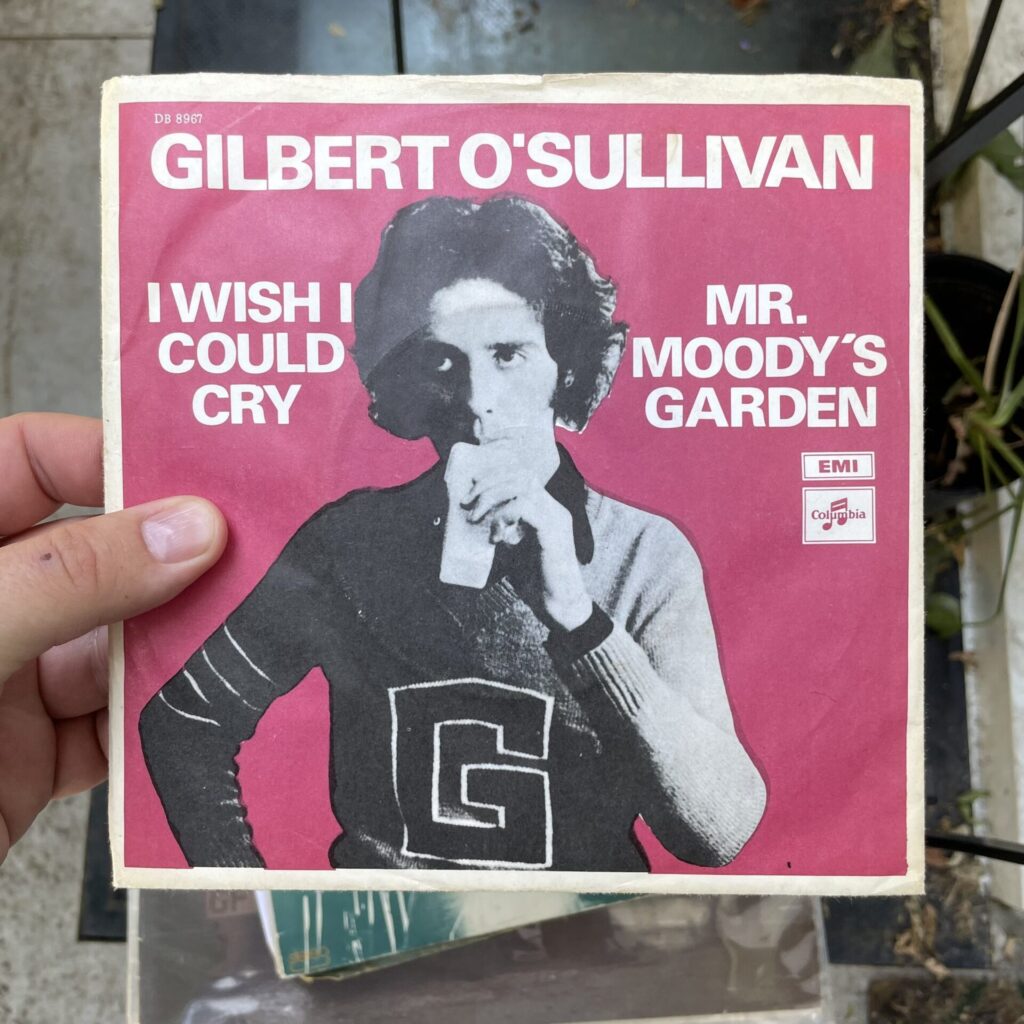 DB 8967
GILBERT O'SULLIVAN
I WISH I
COULD
CRY
MR.
MOODY´S
GARDEN
EMI
Columbia
G